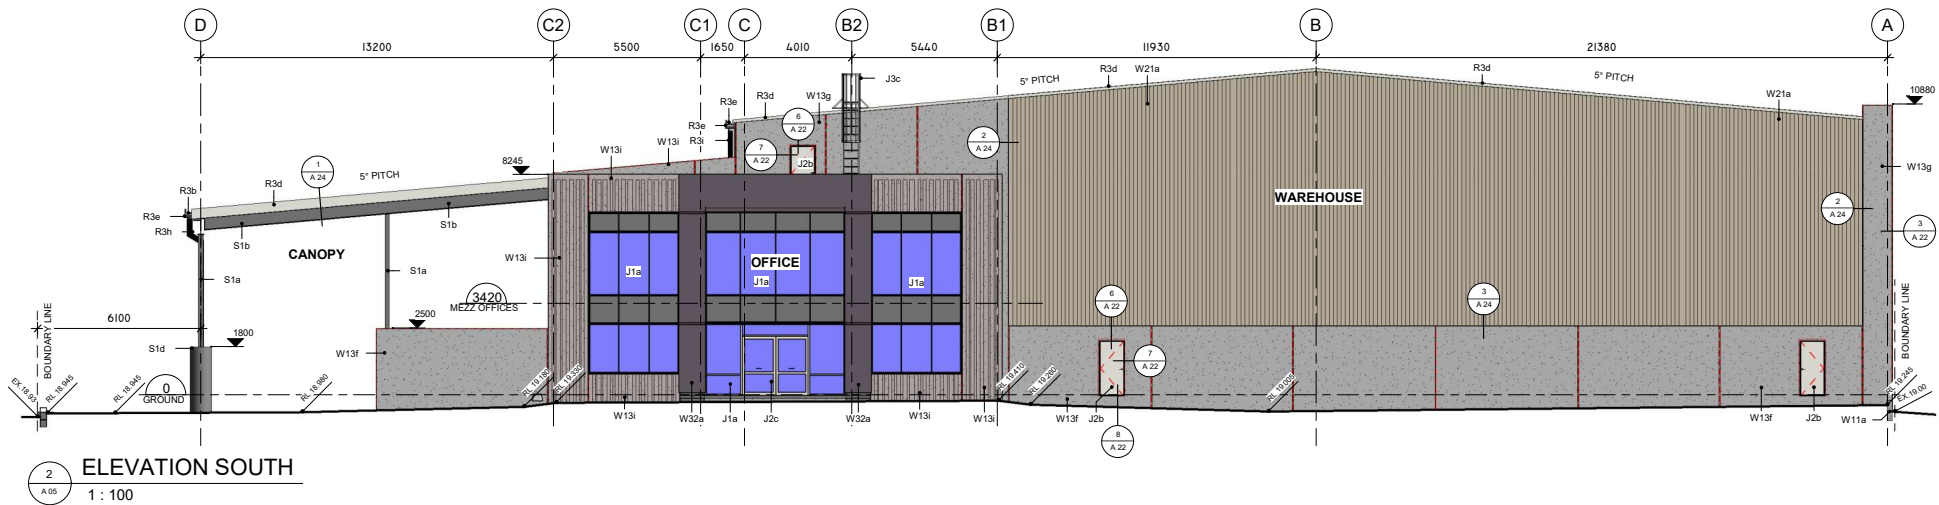 D C2 C1 C B2 B1 B A
13200 5500 1650 4010 5440 11930 21380
J3c
5° PITCH R3d W21a R3d 5° PITCH
W21a
10880
R3e R3d W13g
6
A 22
R3e
R3i
W13i W13i
7
A 22
J2b
2
A 24
8245
1
A 24
W13g
R3b R3d 5° PITCH
R3e
R3h
S1b S1b
CANOPY
WAREHOUSE
2
A 24
3
A 22
W13i
OFFICE
S1a S1a J1a J1a J1a
3420
MEZZ OFFICES
6
A 22
3
A 24
BOUNDARY LINE
6100
2500
1800
S1d
W13f
7
A 22
BOUNDARY LINE
0
GROUND
EX.18.93 RL 18.945 RL 18.945 RL 18.980 RL 19.180 RL 19.330 RL 19.410 RL 19.280 RL 19.005 RL 19.245 EX.19.00
W13i W32a J1a J2c W32a W13i W13i W13f J2b W13f J2b W11a
8
A 22
2
A 05
ELEVATION SOUTH
1 : 100